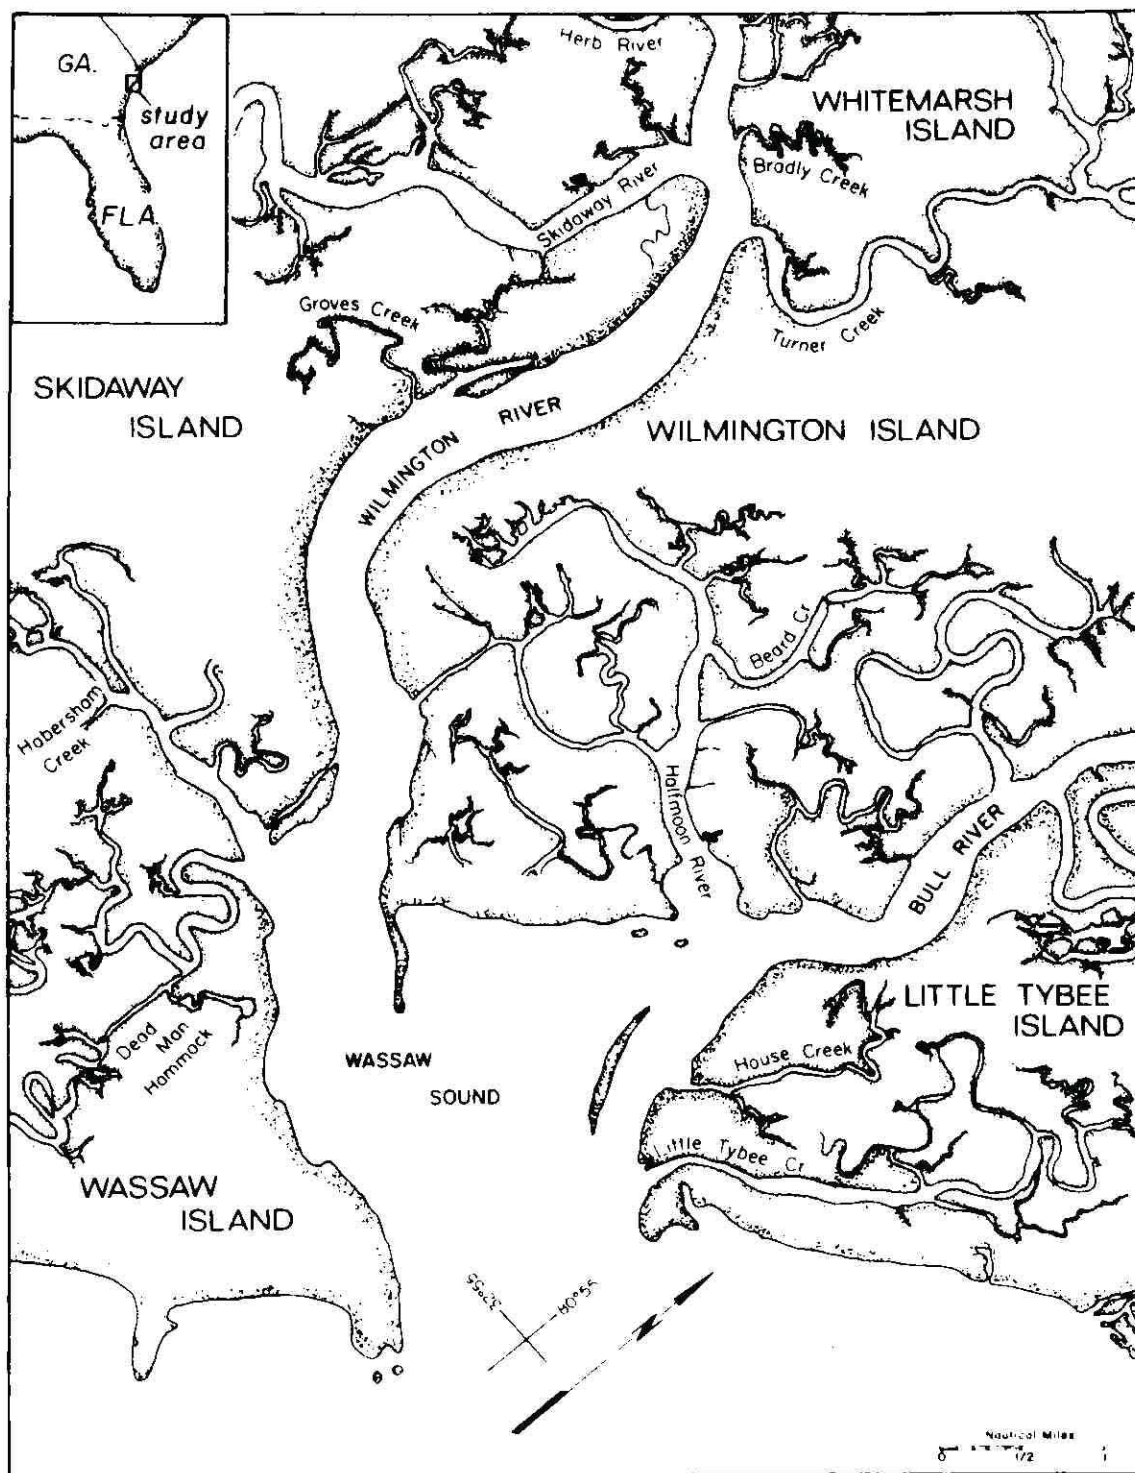 GA.
study
area
FLA.
Herb River
WHITEMARSH
ISLAND
Bradly Creek
Skidaway River
Groves Creek
Turner Creek
SKIDAWAY
ISLAND
WILMINGTON RIVER
WILMINGTON ISLAND
Beard Cr
Habersham
Creek
Halfmoon River
BULL RIVER
LITTLE TYBEE
ISLAND
Dead
Man
Hammock
House Creek
WASSAW
SOUND
Little Tybee Cr
WASSAW
ISLAND
80°55
N
Nautical Miles
0 1/2 1